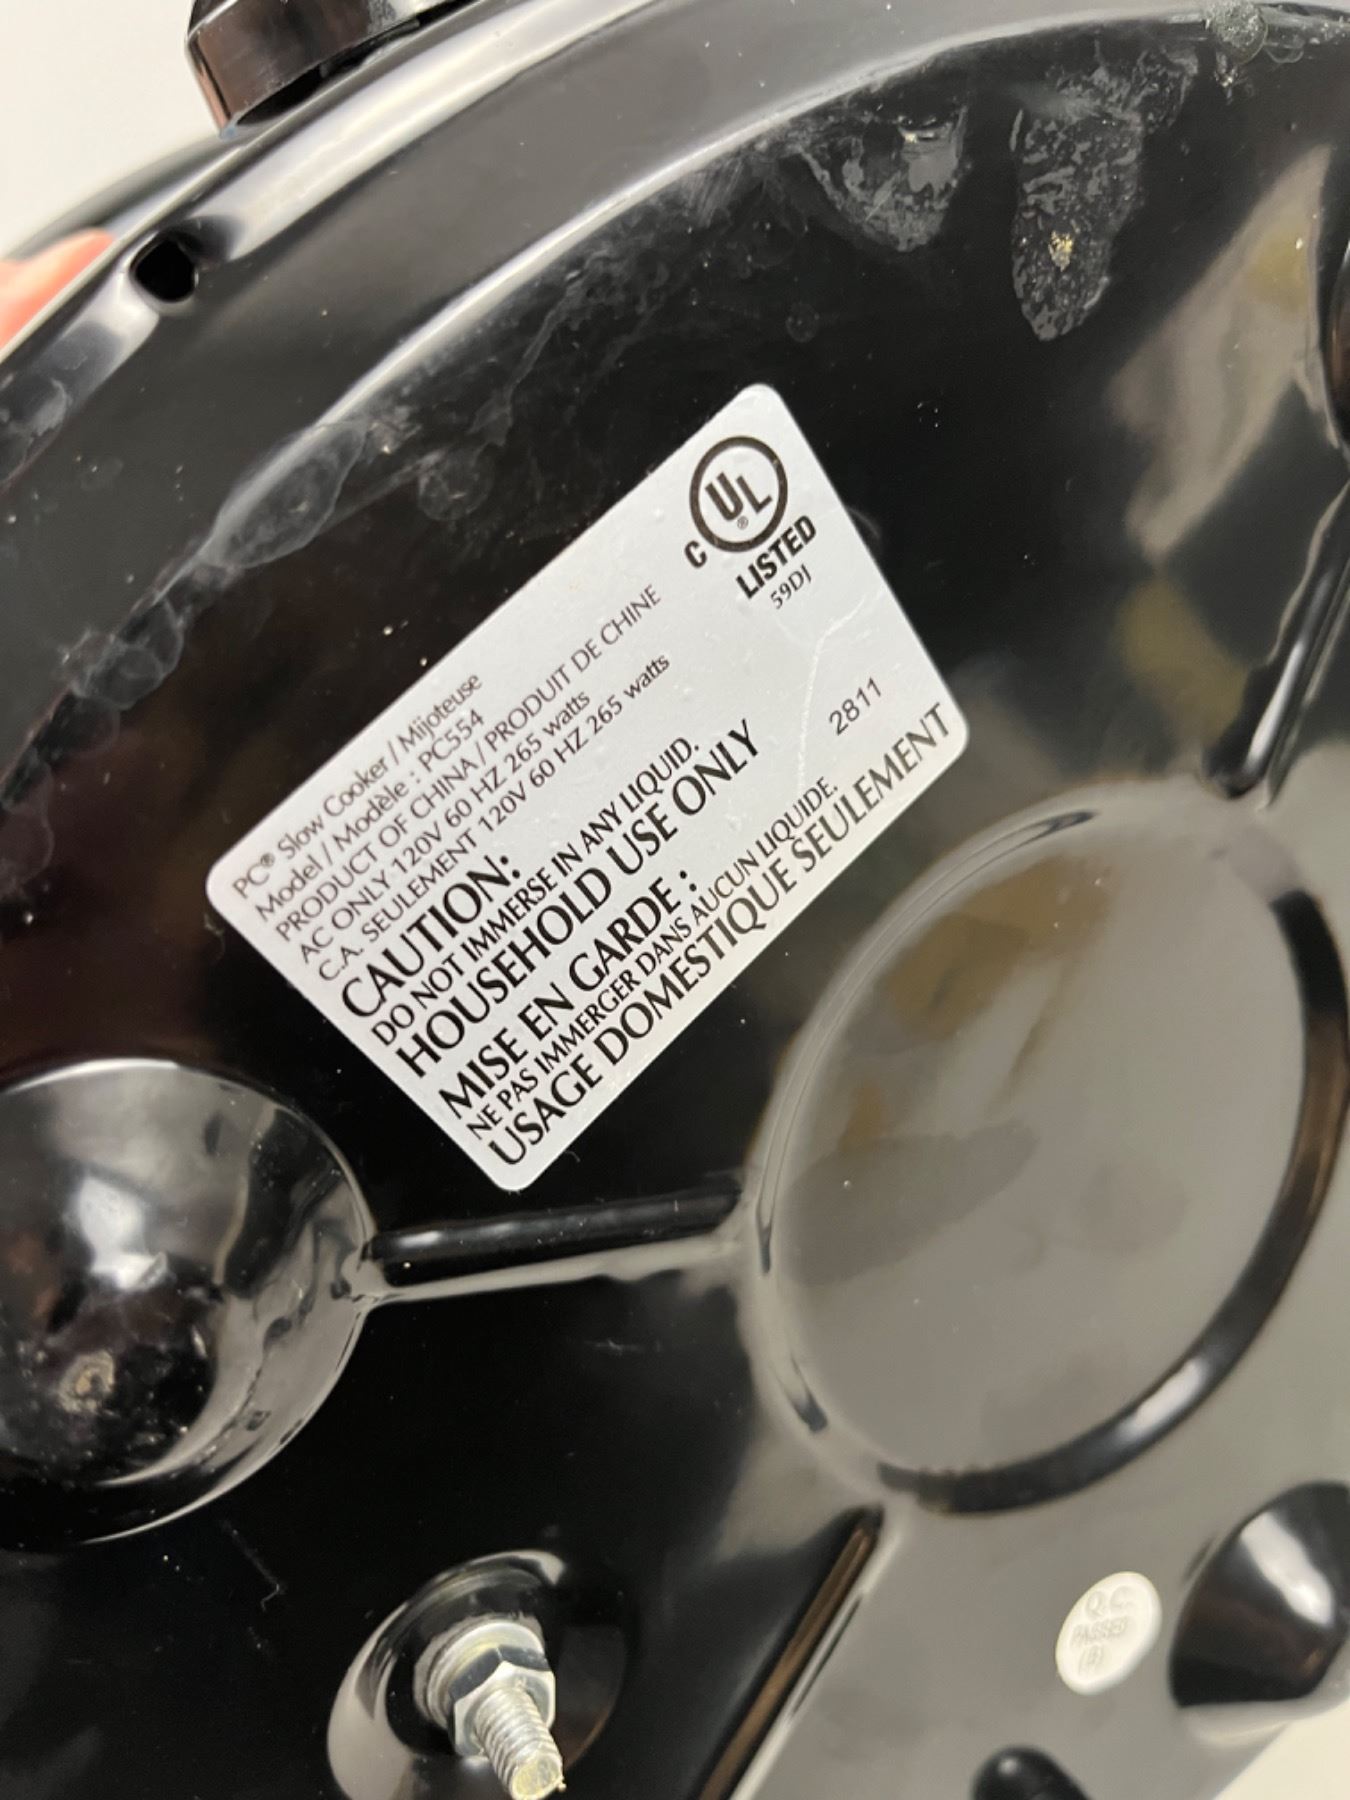 C UL ® LISTED
59DJ
PC® Slow Cooker / Mijoteuse
Model / Modèle : PC554
PRODUCT OF CHINA / PRODUIT DE CHINE
AC ONLY 120V 60 HZ 265 watts
C.A. SEULEMENT 120V 60 HZ 265 watts
CAUTION:
DO NOT IMMERSE IN ANY LIQUID.
HOUSEHOLD USE ONLY
2811
MISE EN GARDE :
NE PAS IMMERGER DANS AUCUN LIQUIDE.
USAGE DOMESTIQUE SEULEMENT
Q.C.
PASSED